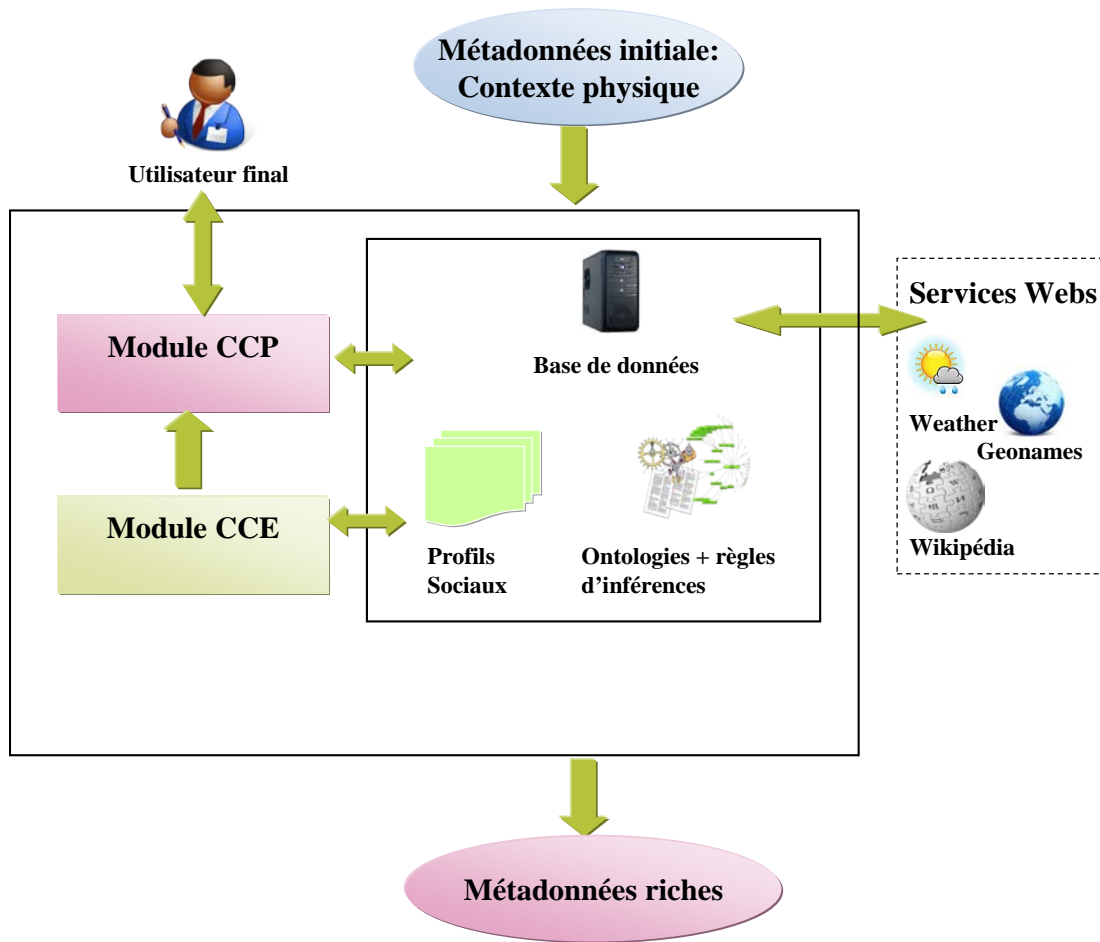 Métadonnées initiale:
Contexte physique
Utilisateur final
Module CCP
Base de données
Services Webs
Weather
Geonames
Wikipédia
Module CCE
Profils
Sociaux
Ontologies + règles
d’inférences
Métadonnées riches